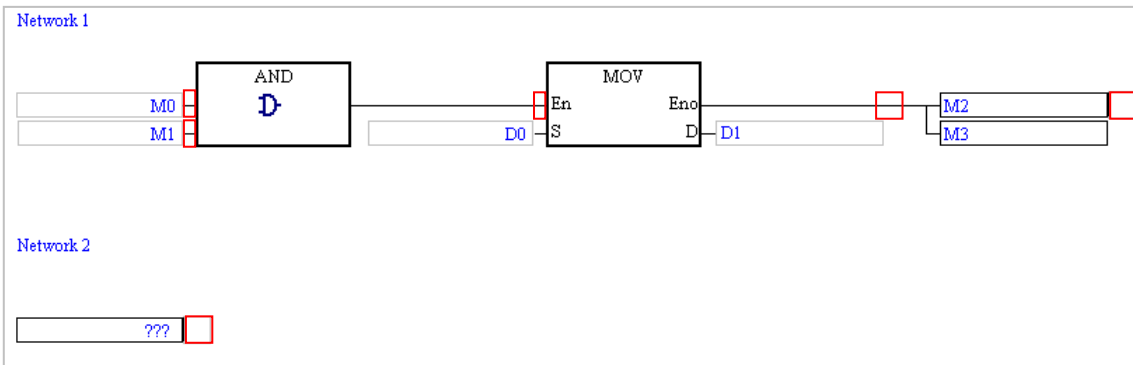 Network 1
AND MOV
M0 En Eno M2
M1 D0 S D D1 M3
Network 2
???